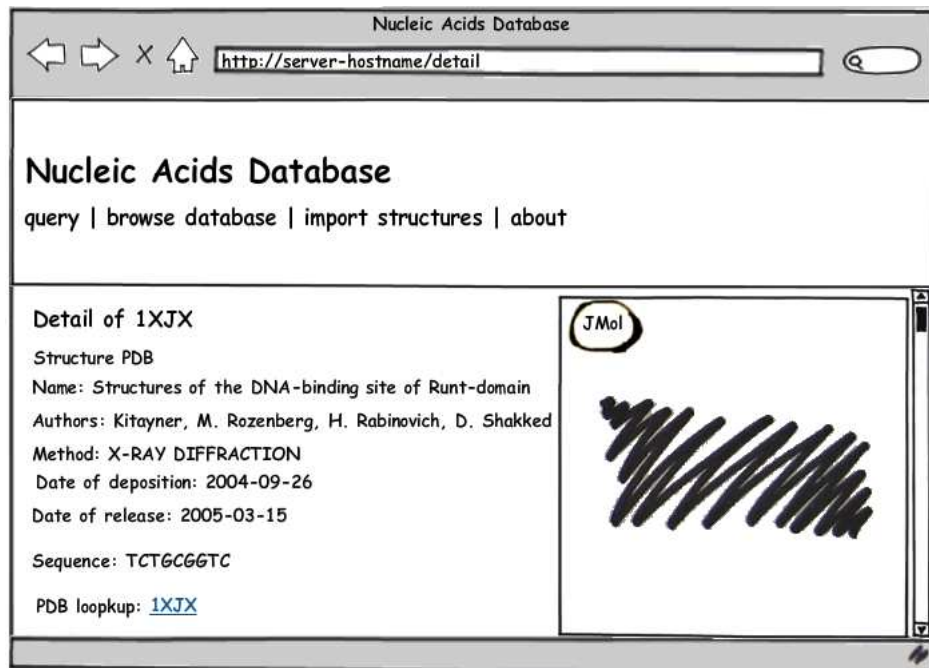 Nucleic Acids Database
http://server-hostname/detail
Nucleic Acids Database
query | browse database | import structures | about
Detail of 1XJX
JMol
Structure PDB
Name: Structures of the DNA-binding site of Runt-domain
Authors: Kitayner, M. Rozenberg, H. Rabinovich, D. Shakked
Method: X-RAY DIFFRACTION
Date of deposition: 2004-09-26
Date of release: 2005-03-15
Sequence: TCTGCGGTC
PDB loopkup: 1XJX